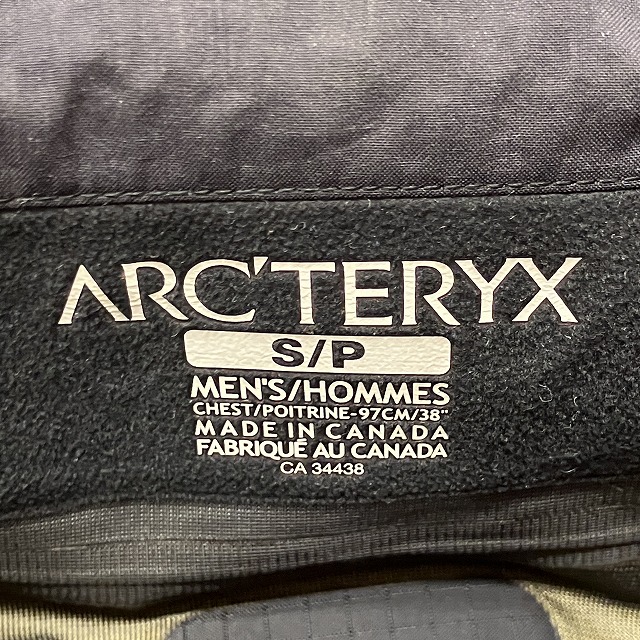 ARC'TERYX
S/P
MEN'S/HOMMES
CHEST/POITRINE-97CM/38"
MADE IN CANADA
FABRIQUÉ AU CANADA
CA 34438